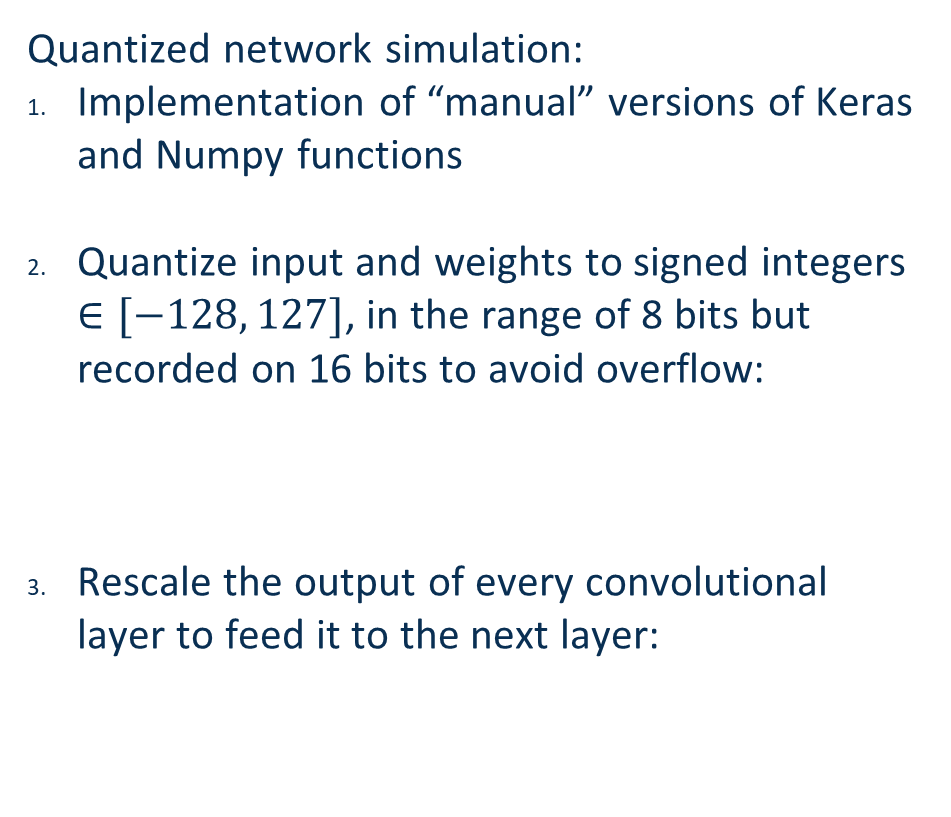 Quantized network simulation:
1. Implementation of “manual” versions of Keras
and Numpy functions
2. Quantize input and weights to signed integers
∈ [−128, 127], in the range of 8 bits but
recorded on 16 bits to avoid overflow:
3. Rescale the output of every convolutional
layer to feed it to the next layer: